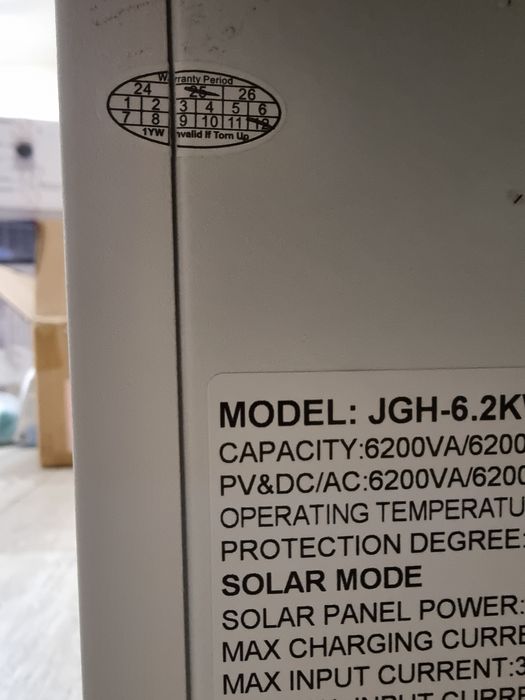 Warranty Period
24 25 26
1 2 3 4 5 6
7 8 9 10 11 12
1YW Invalid If Torn Up
MODEL: JGH-6.2K
CAPACITY:6200VA/6200
PV&DC/AC:6200VA/6200
OPERATING TEMPERATU
PROTECTION DEGREE:
SOLAR MODE
SOLAR PANEL POWER:
MAX CHARGING CURRE
MAX INPUT CURRENT:3